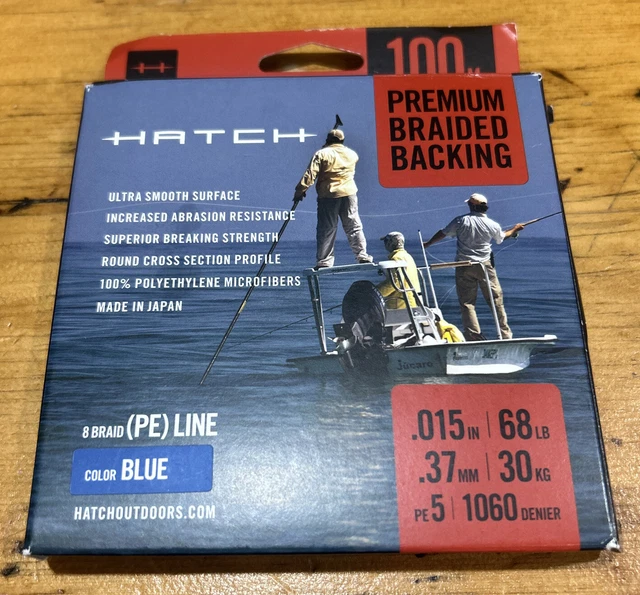 100
HATCH
PREMIUM
BRAIDED
BACKING
ULTRA SMOOTH SURFACE
INCREASED ABRASION RESISTANCE
SUPERIOR BREAKING STRENGTH
ROUND CROSS SECTION PROFILE
100% POLYETHYLENE MICROFIBERS
MADE IN JAPAN
Jucaro
8 BRAID (PE) LINE
COLOR BLUE
HATCHOUTDOORS.COM
.015 IN | 68 LB
.37 MM | 30 KG
PE 5 | 1060 DENIER